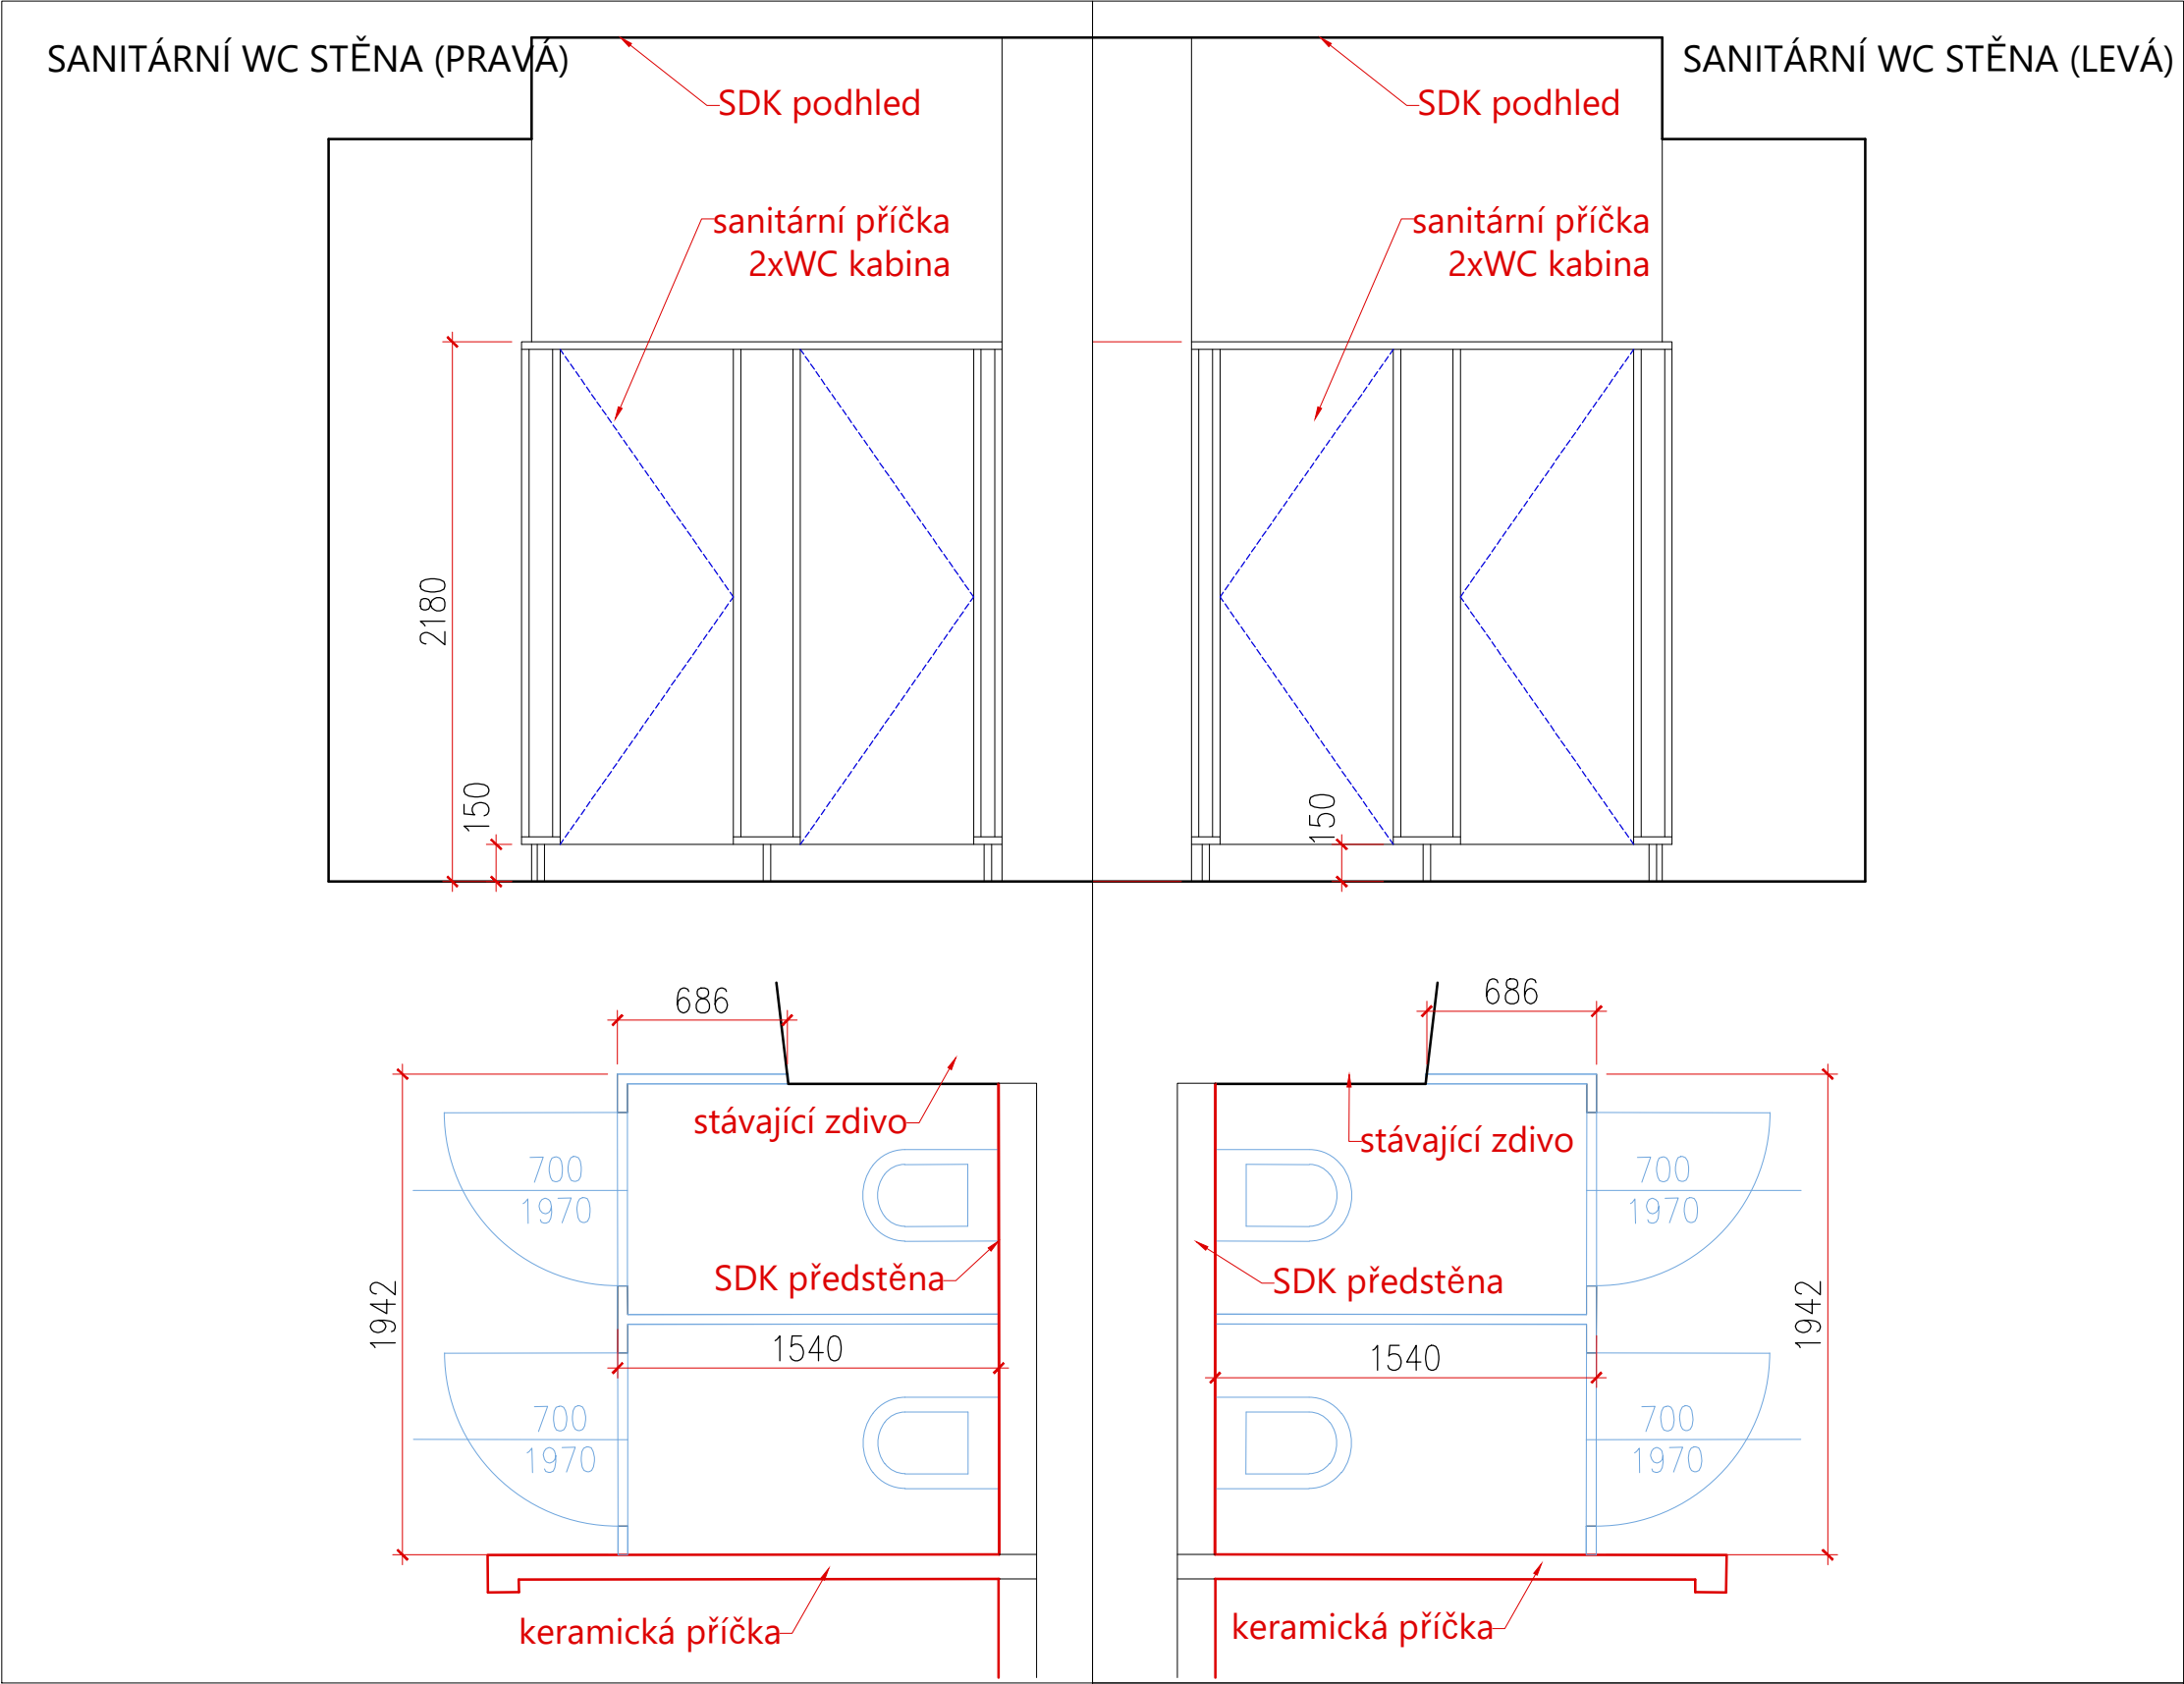 SANITÁRNÍ WC STĚNA (PRAVÁ)
SDK podhled
sanitární příčka
2xWC kabina
2180
150
686
stávající zdivo
700
1970
SDK předstěna
1942
1540
700
1970
keramická příčka
SANITÁRNÍ WC STĚNA (LEVÁ)
SDK podhled
sanitární příčka
2xWC kabina
150
686
stávající zdivo
700
1970
SDK předstěna
1942
1540
700
1970
keramická příčka